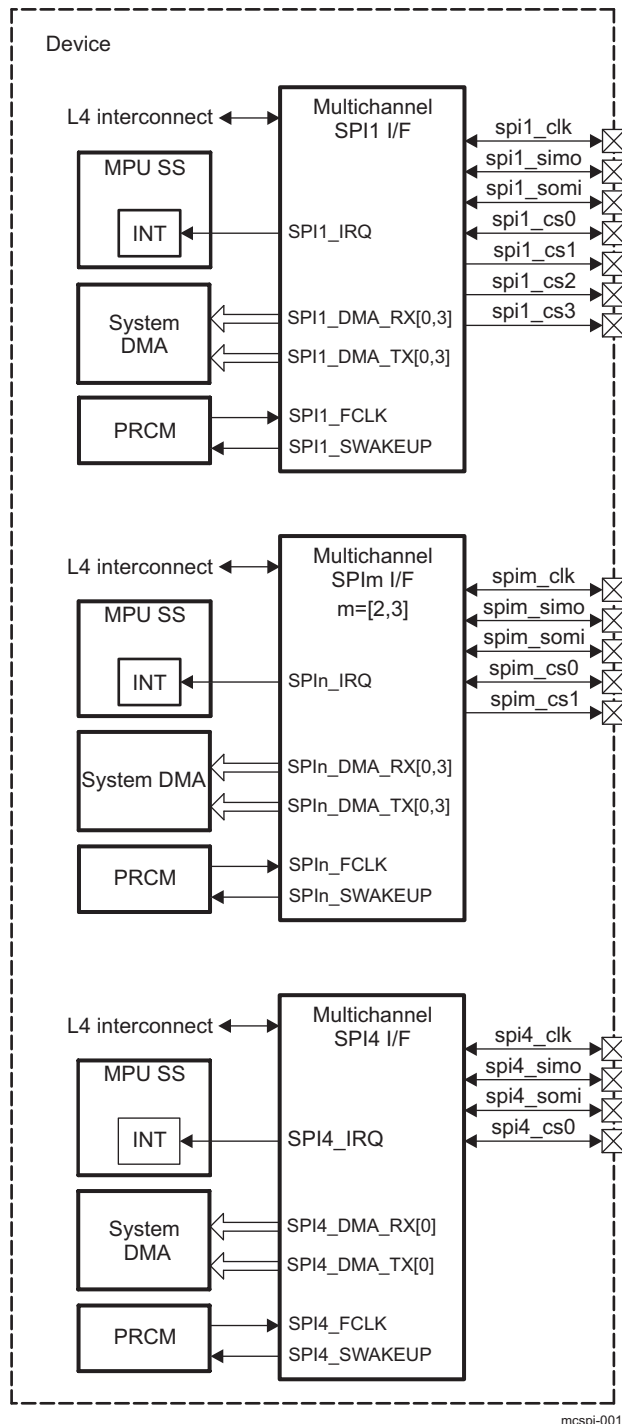 Device
L4 interconnect
Multichannel
SPI1 I/F
MPU SS
INT
SPI1_IRQ
System
DMA
SPI1_DMA_RX[0,3]
SPI1_DMA_TX[0,3]
PRCM
SPI1_FCLK
SPI1_SWAKEUP
spi1_clk
spi1_simo
spi1_somi
spi1_cs0
spi1_cs1
spi1_cs2
spi1_cs3
L4 interconnect
Multichannel
SPIm I/F
m=[2,3]
MPU SS
INT
SPIn_IRQ
System DMA
SPIn_DMA_RX[0,3]
SPIn_DMA_TX[0,3]
PRCM
SPIn_FCLK
SPIn_SWAKEUP
spim_clk
spim_simo
spim_somi
spim_cs0
spim_cs1
L4 interconnect
Multichannel
SPI4 I/F
MPU SS
INT
SPI4_IRQ
System
DMA
SPI4_DMA_RX[0]
SPI4_DMA_TX[0]
PRCM
SPI4_FCLK
SPI4_SWAKEUP
spi4_clk
spi4_simo
spi4_somi
spi4_cs0
mcspi-001